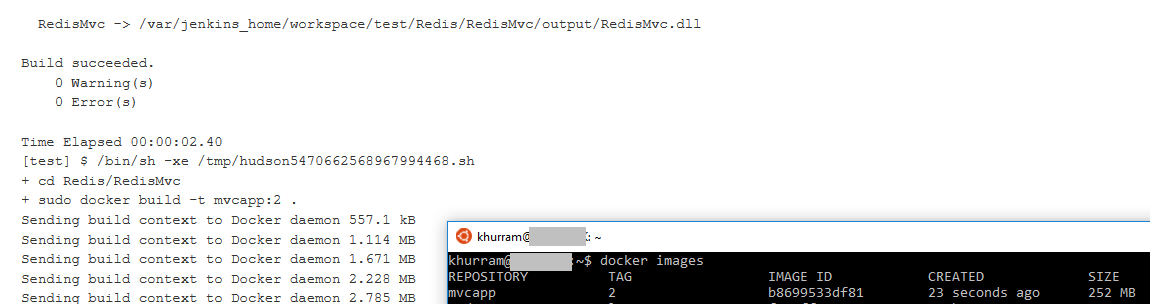 RedisMvc -> /var/jenkins_home/workspace/test/Redis/RedisMvc/output/RedisMvc.dll
Build succeeded.
0 Warning(s)
0 Error(s)
Time Elapsed 00:00:02.40
[test] $ /bin/sh -xe /tmp/hudson5470662568967994468.sh
+ cd Redis/RedisMvc
+ sudo docker build -t mvcapp:2 .
Sending build context to Docker daemon 557.1 kB
Sending build context to Docker daemon 1.114 MB
Sending build context to Docker daemon 1.671 MB
Sending build context to Docker daemon 2.228 MB
Sending build context to Docker daemon 2.785 MB
khurram@ : ~
khurram@ :~$ docker images
REPOSITORY TAG IMAGE ID CREATED SIZE
mvcapp 2 b8699533df81 23 seconds ago 252 MB